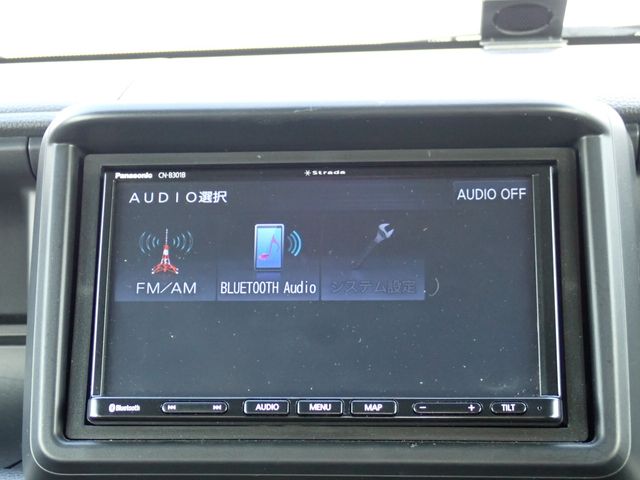 Panasonic CN-B301B Strada
AUDIO選択 AUDIO OFF
FM/AM BLUETOOTH Audio システム設定
Bluetooth AUDIO MENU MAP − + TILT